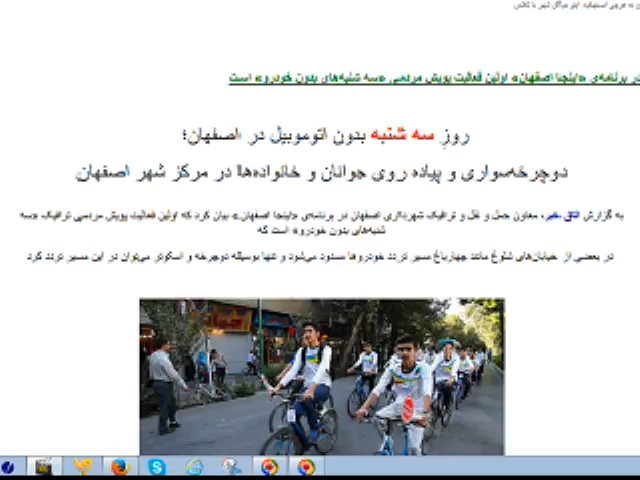 در برنامه‌ی «اینجا اصفهان» اولین فعالیت پویش مردمی «سه شنبه‌های بدون خودرو» است
روز سه شنبه بدون اتوموبیل در اصفهان؛
دوچرخه‌سواری و پیاده روی جوانان و خانواده‌ها در مرکز شهر اصفهان
به گزارش اتاق خبر، معاون حمل و نقل و ترافیک شهرداری اصفهان در برنامه‌ی «اینجا اصفهان» بیان کرد که اولین فعالیت پویش مردمی ترافیک «سه
شنبه‌های بدون خودرو» است که
در بعضی از خیابان‌های شلوغ مانند چهارباغ مسیر تردد خودروها مسدود می‌شود و تنها بوسیله دوچرخه و اسکوتر می‌توان در این مسیر تردد کرد